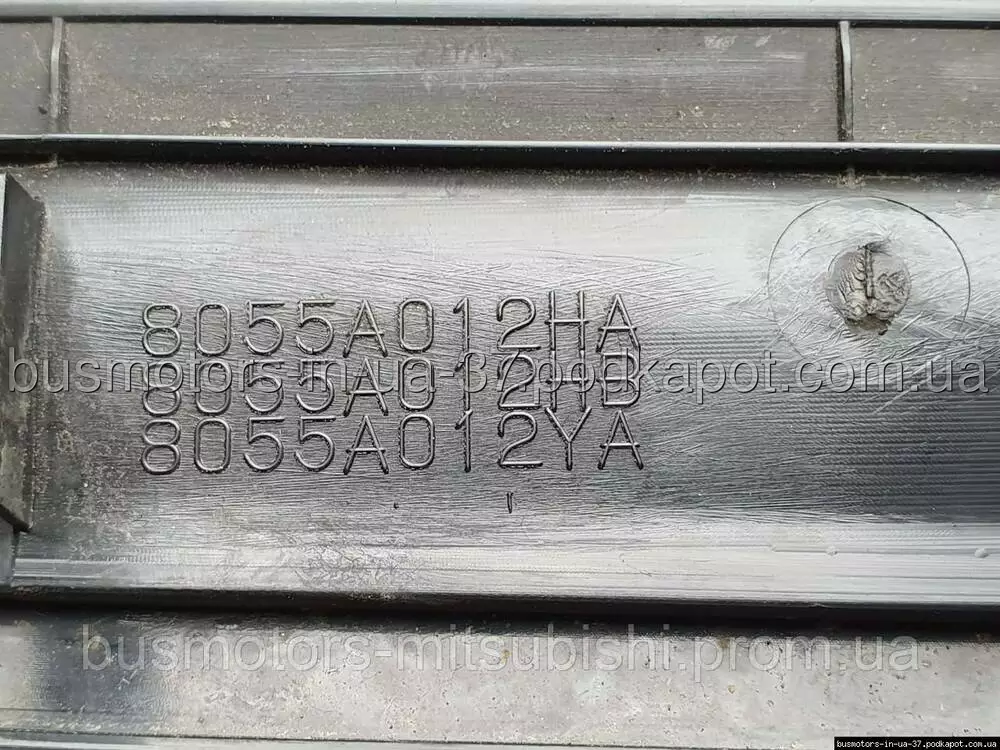 8055A012HA
busmotors-in-ua-37.podkapot.com.ua
8055A012HB
8055A012YA
busmotors-mitsubishi.prom.ua
busmotors-in-ua-37.podkapot.com.ua